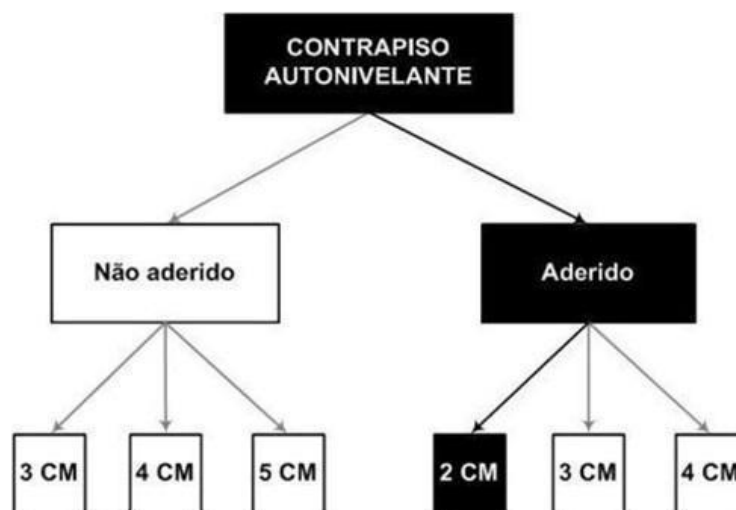 CONTRAPISO
AUTONIVELANTE
Não aderido
Aderido
3 CM
4 CM
5 CM
2 CM
3 CM
4 CM